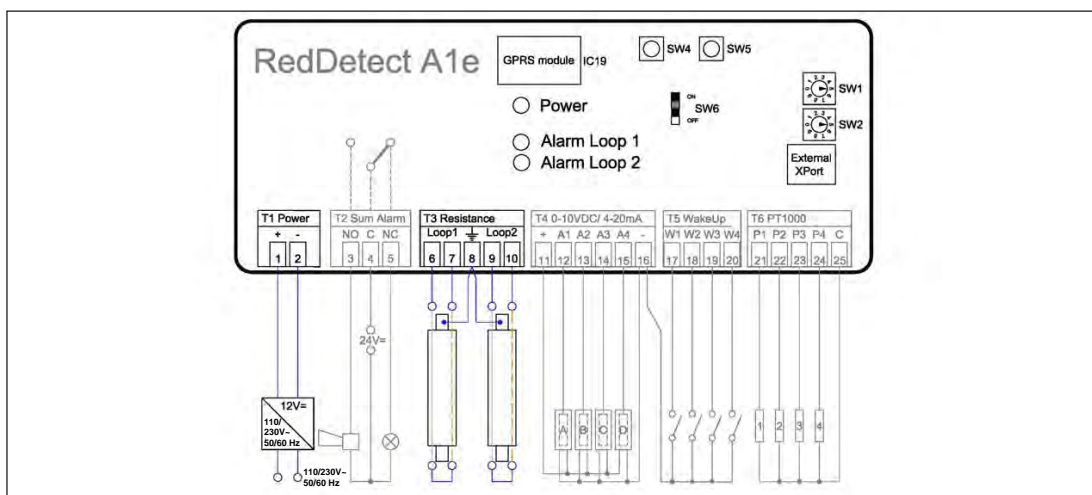 RedDetect A1e
GPRS module
IC19
SW4
SW5
ON
SW6
OFF
SW1
SW2
Power
Alarm Loop 1
Alarm Loop 2
External
XPort
T1 Power
T2 Sum Alarm
T3 Resistance
T4 0-10VDC/ 4-20mA
T5 WakeUp
T6 PT1000
+ -
NO C NC
Loop1 Loop2
+ A1 A2 A3 A4 -
W1 W2 W3 W4
P1 P2 P3 P4 C
1 2
3 4 5
6 7 8 9 10
11 12 13 14 15 16
17 18 19 20
21 22 23 24 25
24V=
12V=
110/
230V~
50/60 Hz
110/230V~
50/60 Hz
A B C D
1 2 3 4